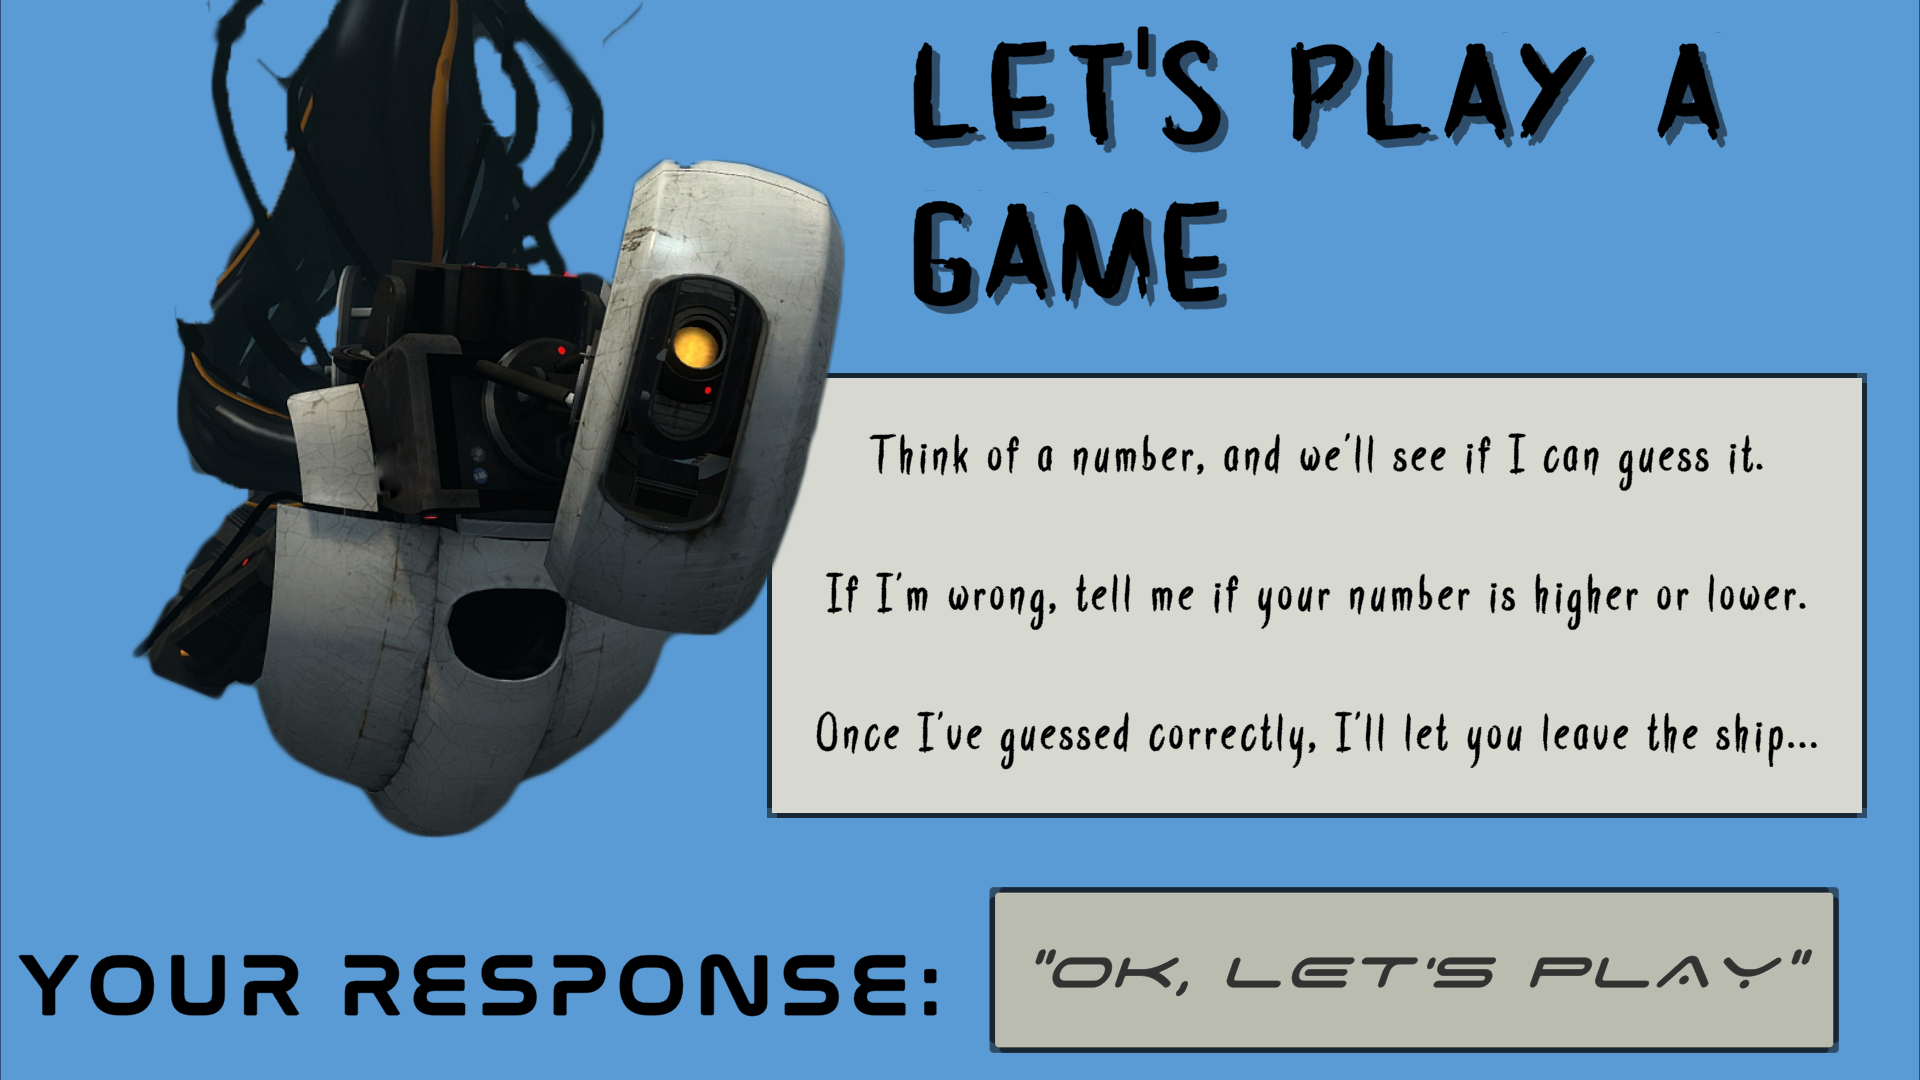 LET'S PLAY A
GAME
Think of a number, and we'll see if I can guess it.
If I'm wrong, tell me if your number is higher or lower.
Once I've guessed correctly, I'll let you leave the ship...
YOUR RESPONSE:
"OK, LET'S PLAY"